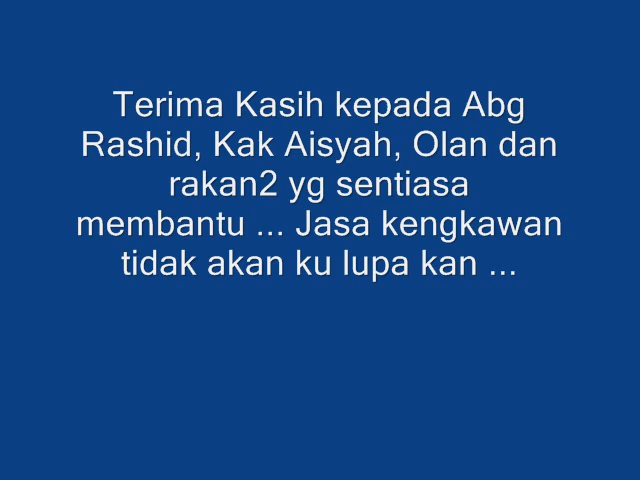 Terima Kasih kepada Abg
Rashid, Kak Aisyah, Olan dan
rakan2 yg sentiasa
membantu ... Jasa kengkawan
tidak akan ku lupa kan ...